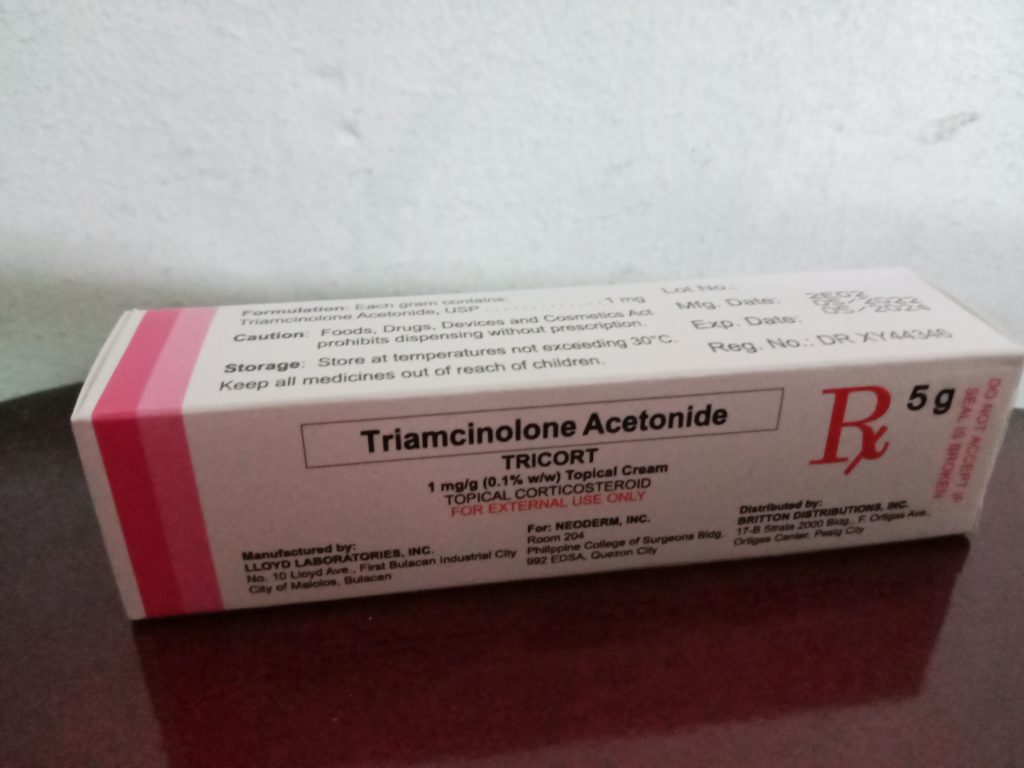 Formulation: Each gram contains:
Triamcinolone Acetonide, USP ............ 1 mg
Caution: Foods, Drugs, Devices and Cosmetics Act
prohibits dispensing without prescription.
Storage: Store at temperatures not exceeding 30°C.
Keep all medicines out of reach of children.
Lot No.: 2E02
Mfg. Date: 05/2022
Exp. Date: 05/2024
Reg. No.: DR XY44346
Triamcinolone Acetonide
TRICORT
1 mg/g (0.1% w/w) Topical Cream
TOPICAL CORTICOSTEROID
FOR EXTERNAL USE ONLY
Rx 5 g
DO NOT ACCEPT IF
SEAL IS BROKEN
Manufactured by:
LLOYD LABORATORIES, INC.
No. 10 Lloyd Ave., First Bulacan Industrial City
City of Malolos, Bulacan
For: NEODERM, INC.
Room 204
Philippine College of Surgeons Bldg.
992 EDSA, Quezon City
Distributed by:
BRITTON DISTRIBUTIONS, INC.
17-B Strata 2000 Bldg., F. Ortigas Ave.,
Ortigas Center, Pasig City